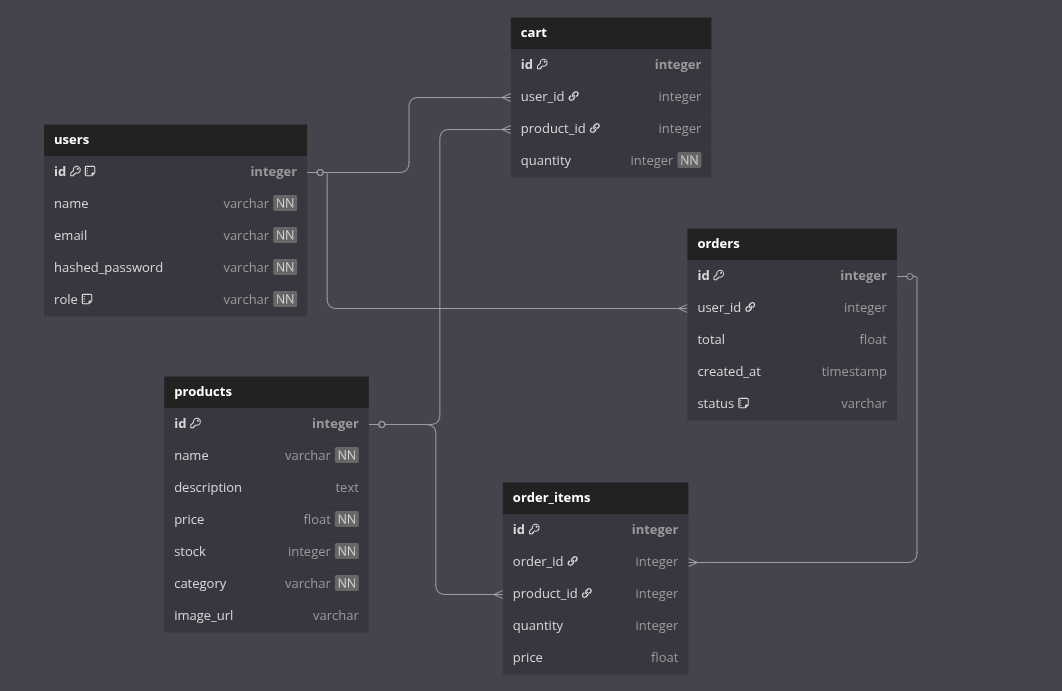 cart
id integer
user_id integer
product_id integer
quantity integer NN
users
id integer
name varchar NN
email varchar NN
hashed_password varchar NN
role varchar NN
orders
id integer
user_id integer
total float
created_at timestamp
status varchar
products
id integer
name varchar NN
description text
price float NN
stock integer NN
category varchar NN
image_url varchar
order_items
id integer
order_id integer
product_id integer
quantity integer
price float